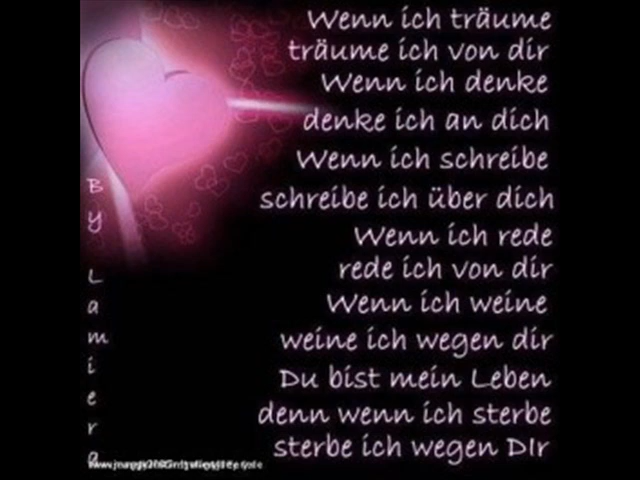 Wenn ich träume
träume ich von dir
Wenn ich denke
denke ich an dich
Wenn ich schreibe
schreibe ich über dich
Wenn ich rede
rede ich von dir
Wenn ich weine
weine ich wegen dir
Du bist mein Leben
denn wenn ich sterbe
sterbe ich wegen DIr
By Lamiera